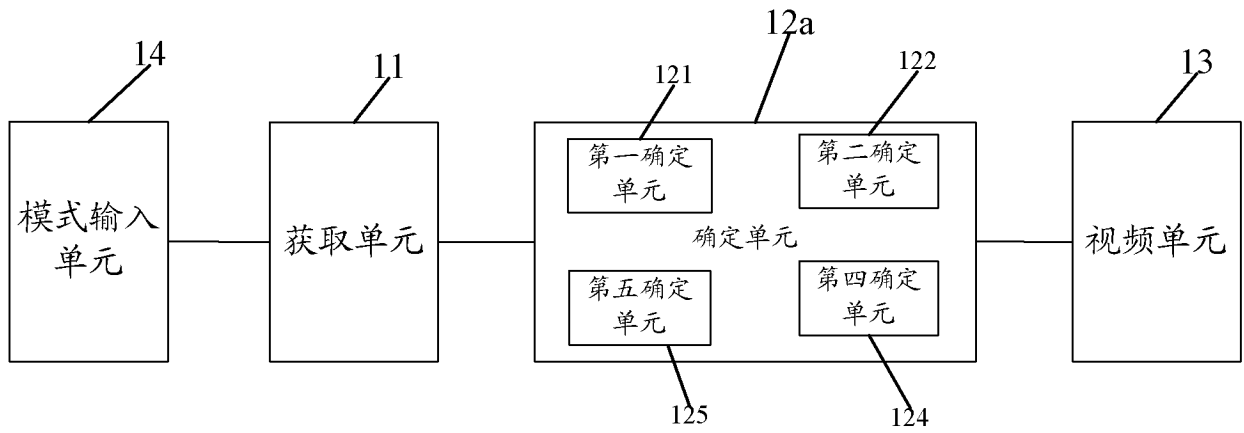 14
11
12a
121
122
13
模式输入
单元
获取单元
第一确定
单元
第二确定
单元
确定单元
第五确定
单元
第四确定
单元
视频单元
125
124